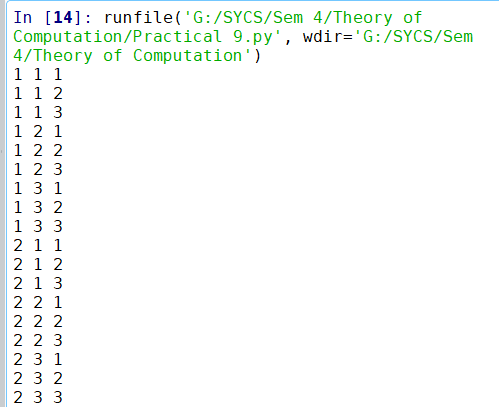 In [14]: runfile('G:/SYCS/Sem 4/Theory of
Computation/Practical 9.py', wdir='G:/SYCS/Sem
4/Theory of Computation')
1 1 1
1 1 2
1 1 3
1 2 1
1 2 2
1 2 3
1 3 1
1 3 2
1 3 3
2 1 1
2 1 2
2 1 3
2 2 1
2 2 2
2 2 3
2 3 1
2 3 2
2 3 3